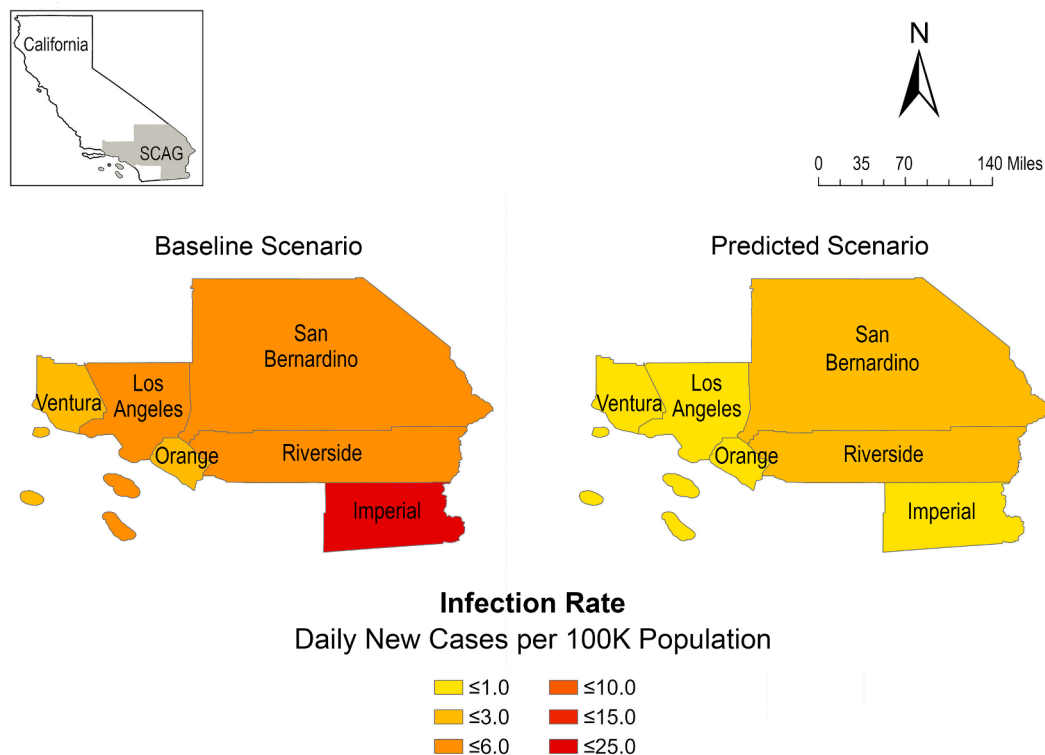 California
SCAG
N
0 35 70 140 Miles
Baseline Scenario
San
Bernardino
Los
Angeles
Ventura
Orange
Riverside
Imperial
Predicted Scenario
San
Bernardino
Los
Angeles
Ventura
Orange
Riverside
Imperial
Infection Rate
Daily New Cases per 100K Population
≤1.0
≤3.0
≤6.0
≤10.0
≤15.0
≤25.0